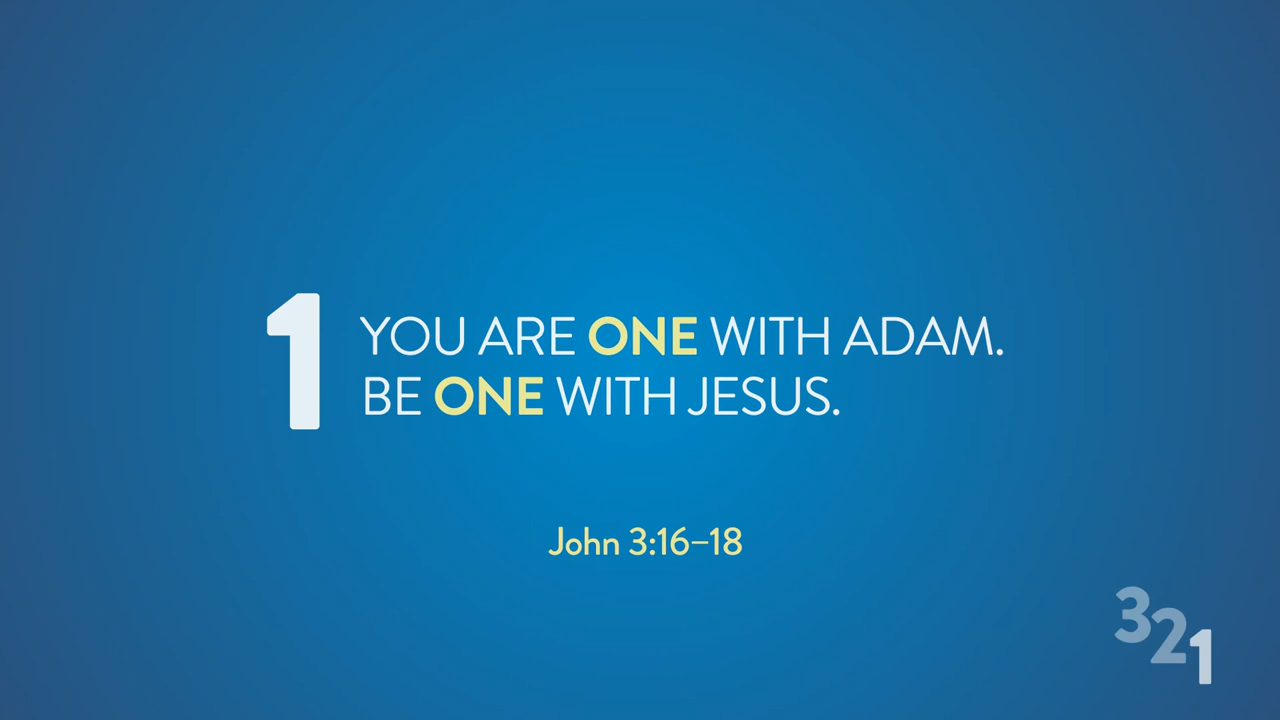 1
YOU ARE ONE WITH ADAM.
BE ONE WITH JESUS.
John 3:16–18
321